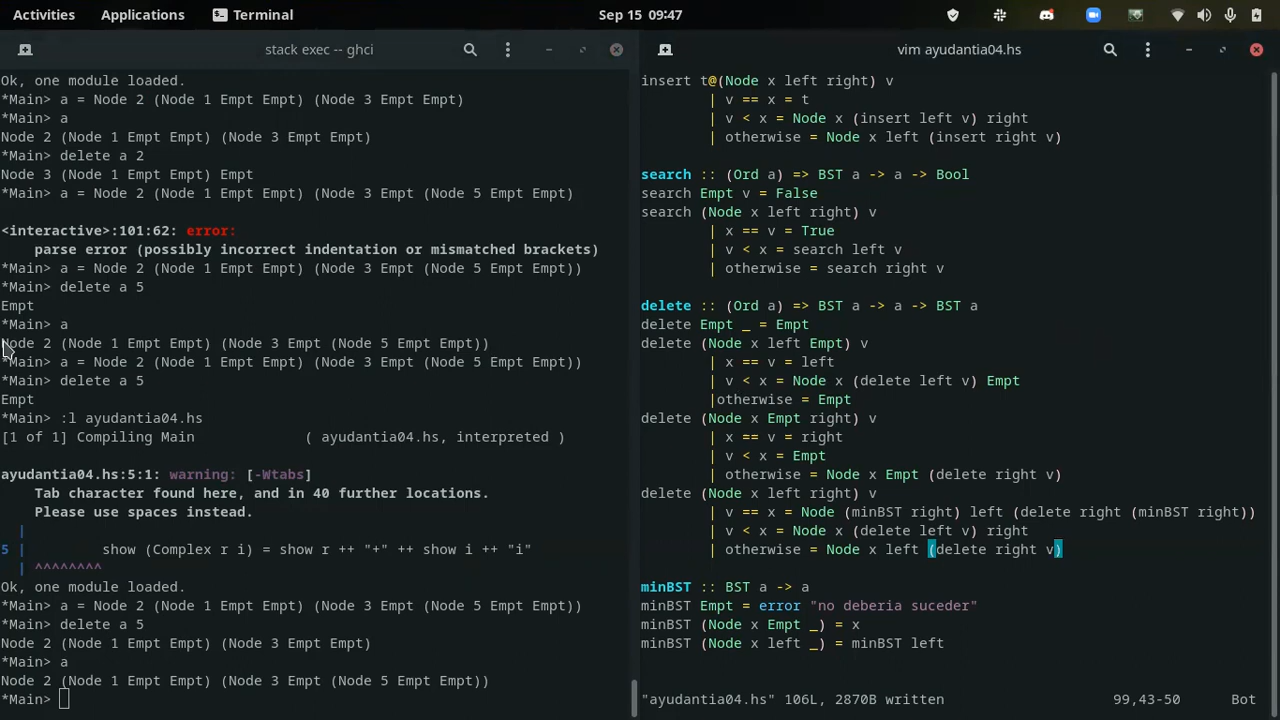 Activities Applications Terminal Sep 15 09:47
stack exec -- ghci
Ok, one module loaded.
*Main> a = Node 2 (Node 1 Empt Empt) (Node 3 Empt Empt)
*Main> a
Node 2 (Node 1 Empt Empt) (Node 3 Empt Empt)
*Main> delete a 2
Node 3 (Node 1 Empt Empt) Empt
*Main> a = Node 2 (Node 1 Empt Empt) (Node 3 Empt (Node 5 Empt Empt)
<interactive>:101:62: error:
    parse error (possibly incorrect indentation or mismatched brackets)
*Main> a = Node 2 (Node 1 Empt Empt) (Node 3 Empt (Node 5 Empt Empt))
*Main> delete a 5
Empt
*Main> a
Node 2 (Node 1 Empt Empt) (Node 3 Empt (Node 5 Empt Empt))
*Main> a = Node 2 (Node 1 Empt Empt) (Node 3 Empt (Node 5 Empt Empt))
*Main> delete a 5
Empt
*Main> :l ayudantia04.hs
[1 of 1] Compiling Main             ( ayudantia04.hs, interpreted )
ayudantia04.hs:5:1: warning: [-Wtabs]
    Tab character found here, and in 40 further locations.
    Please use spaces instead.
  |
5 |         show (Complex r i) = show r ++ "+" ++ show i ++ "i"
  | ^^^^^^^^
Ok, one module loaded.
*Main> a = Node 2 (Node 1 Empt Empt) (Node 3 Empt (Node 5 Empt Empt))
*Main> delete a 5
Node 2 (Node 1 Empt Empt) (Node 3 Empt Empt)
*Main> a
Node 2 (Node 1 Empt Empt) (Node 3 Empt (Node 5 Empt Empt))
*Main>
vim ayudantia04.hs
insert t@(Node x left right) v
        | v == x = t
        | v < x = Node x (insert left v) right
        | otherwise = Node x left (insert right v)
search :: (Ord a) => BST a -> a -> Bool
search Empt v = False
search (Node x left right) v
        | x == v = True
        | v < x = search left v
        | otherwise = search right v
delete :: (Ord a) => BST a -> a -> BST a
delete Empt _ = Empt
delete (Node x left Empt) v
        | x == v = left
        | v < x = Node x (delete left v) Empt
        |otherwise = Empt
delete (Node x Empt right) v
        | x == v = right
        | v < x = Empt
        | otherwise = Node x Empt (delete right v)
delete (Node x left right) v
        | v == x = Node (minBST right) left (delete right (minBST right))
        | v < x = Node x (delete left v) right
        | otherwise = Node x left (delete right v)
minBST :: BST a -> a
minBST Empt = error "no deberia suceder"
minBST (Node x Empt _) = x
minBST (Node x left _) = minBST left
"ayudantia04.hs" 106L, 2870B written 99,43-50 Bot